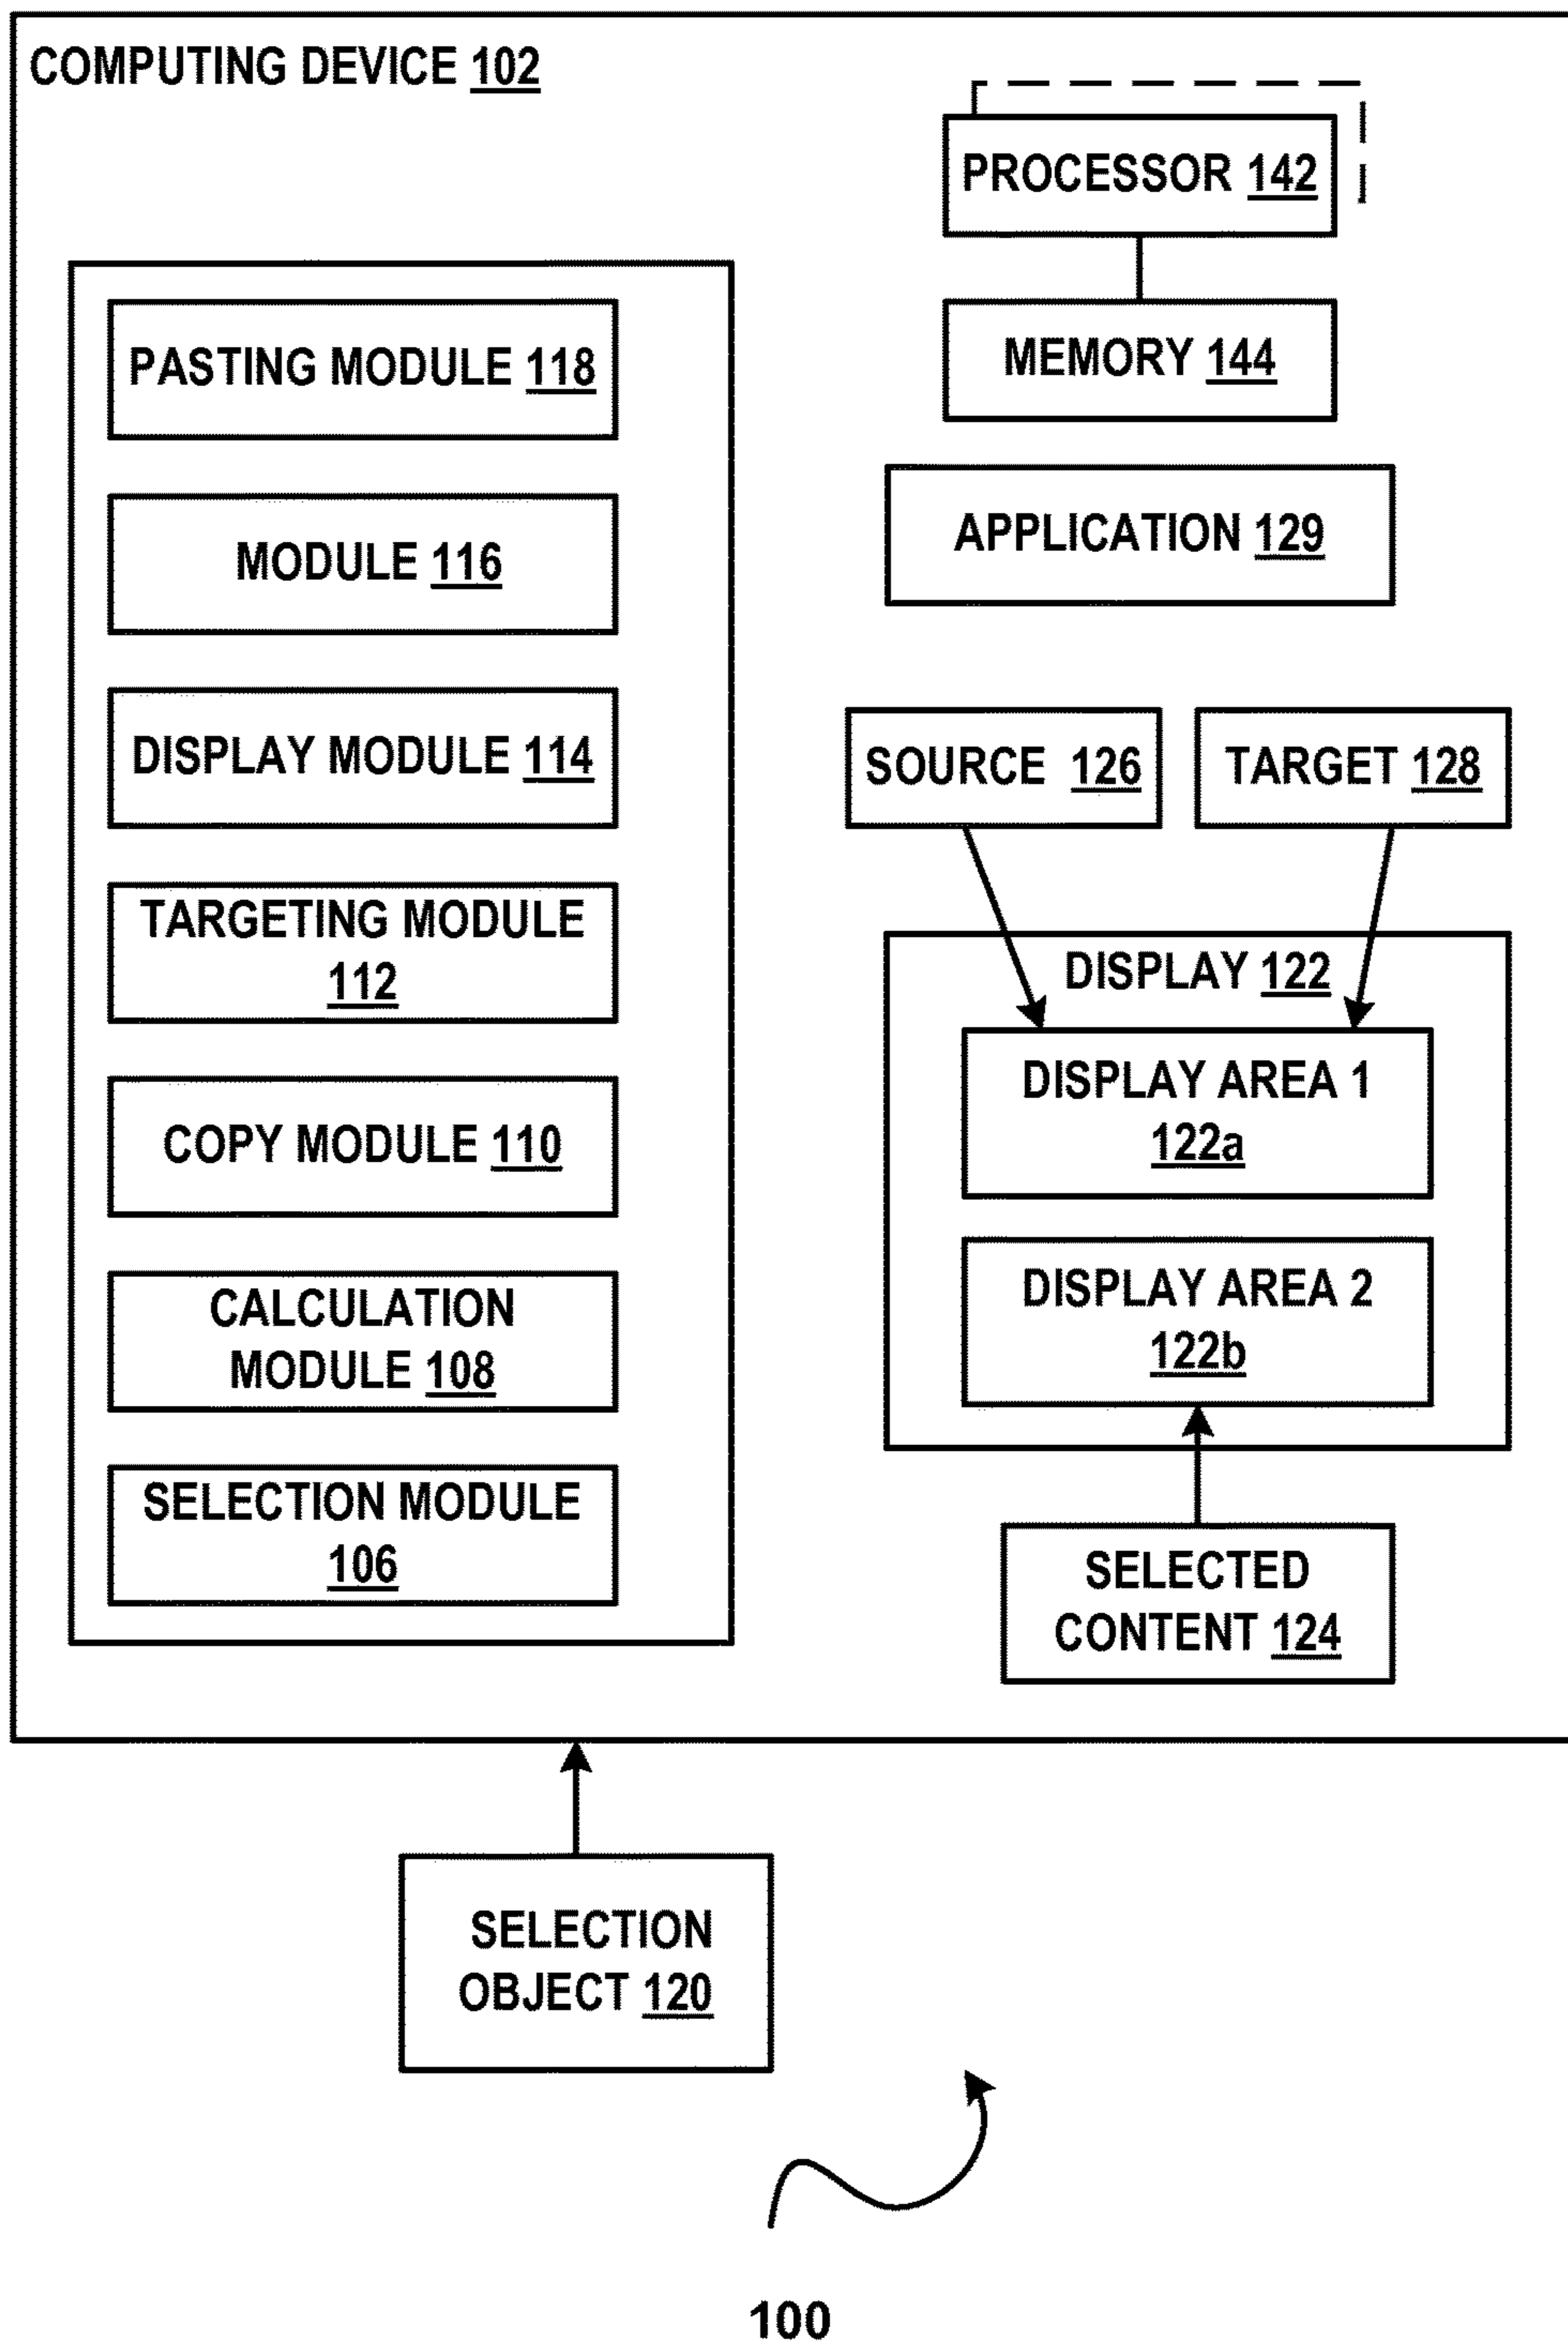 COMPUTING DEVICE 102
PROCESSOR 142
MEMORY 144
APPLICATION 129
PASTING MODULE 118
MODULE 116
DISPLAY MODULE 114
TARGETING MODULE
112
COPY MODULE 110
CALCULATION
MODULE 108
SELECTION MODULE
106
SOURCE 126
TARGET 128
DISPLAY 122
DISPLAY AREA 1
122a
DISPLAY AREA 2
122b
SELECTED
CONTENT 124
SELECTION
OBJECT 120
100